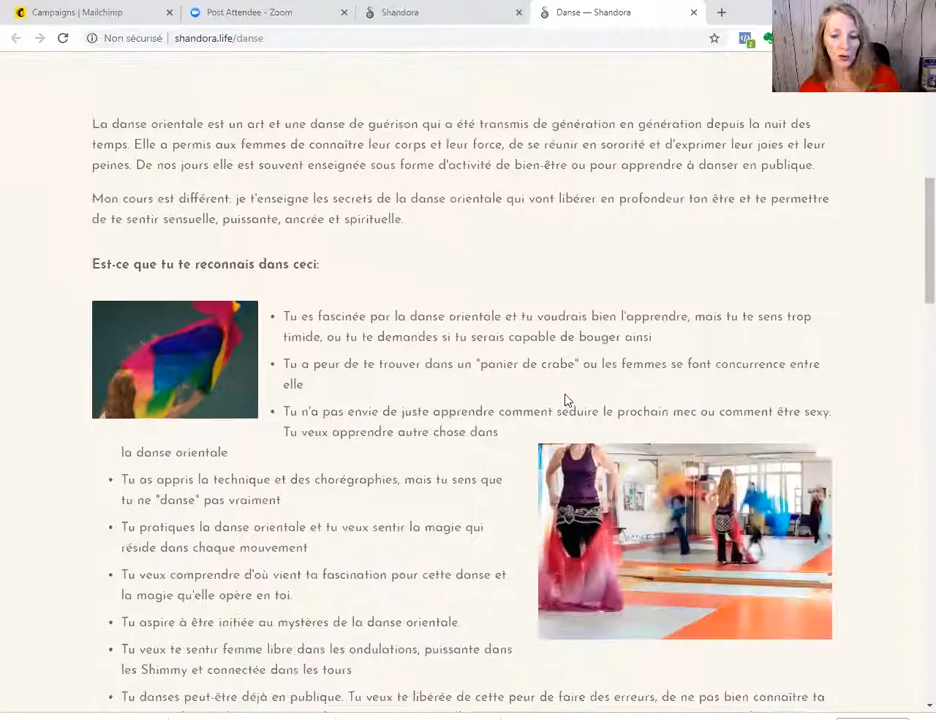 Campaigns | Mailchimp
Post Attendee - Zoom
Shandora
Danse — Shandora
Non sécurisé
shandora.life/danse
La danse orientale est un art et une danse de guérison qui a été transmis de génération en génération depuis la nuit des
temps. Elle a permis aux femmes de connaître leur corps et leur force, de se réunir en sororité et d'exprimer leur joies et leur
peines. De nos jours elle est souvent enseignée sous forme d'activité de bien-être ou pour apprendre à danser en publique.
Mon cours est différent: je t'enseigne les secrets de la danse orientale qui vont libérer en profondeur ton être et te permettre
de te sentir sensuelle, puissante, ancrée et spirituelle.
Est-ce que tu te reconnais dans ceci:
• Tu es fascinée par la danse orientale et tu voudrais bien l'apprendre, mais tu te sens trop
timide, ou tu te demandes si tu serais capable de bouger ainsi
• Tu a peur de te trouver dans un "panier de crabe" ou les femmes se font concurrence entre
elle
• Tu n'a pas envie de juste apprendre comment séduire le prochain mec ou comment être sexy.
Tu veux apprendre autre chose dans
la danse orientale
• Tu as appris la technique et des chorégraphies, mais tu sens que
tu ne "danse" pas vraiment
• Tu pratiques la danse orientale et tu veux sentir la magie qui
réside dans chaque mouvement
• Tu veux comprendre d'où vient ta fascination pour cette danse et
la magie qu'elle opère en toi.
• Tu aspire à être initiée au mystères de la danse orientale.
• Tu veux te sentir femme libre dans les ondulations, puissante dans
les Shimmy et connectée dans les tours
• Tu danses peut-être déjà en publique. Tu veux te libérée de cette peur de faire des erreurs, de ne pas bien connaître ta